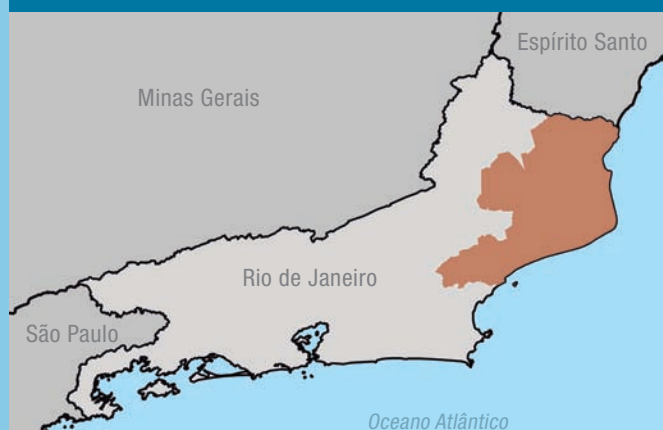 Espírito Santo
Minas Gerais
Rio de Janeiro
São Paulo
Oceano Atlântico